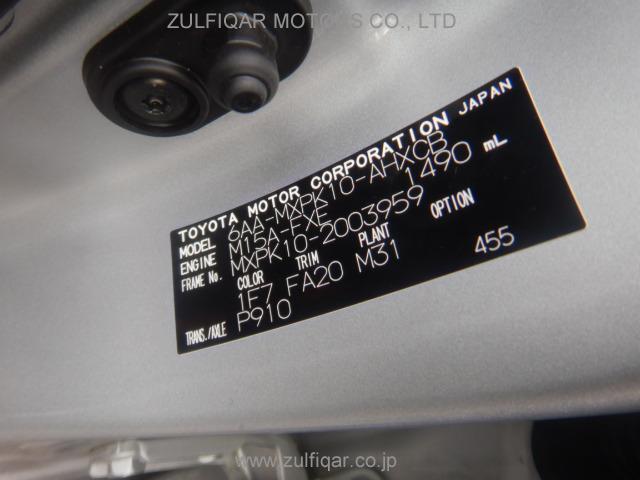 ZULFIQAR MOTORS CO., LTD
TOYOTA MOTOR CORPORATION JAPAN
MODEL 6AA-MXPK10-AHXCB
ENGINE M15A-FXE 1490 mL
FRAME No. MXPK10-2003959
COLOR TRIM PLANT OPTION
1F7 FA20 M31 455
TRANS./AXLE P910
www.zulfiqar.co.jp